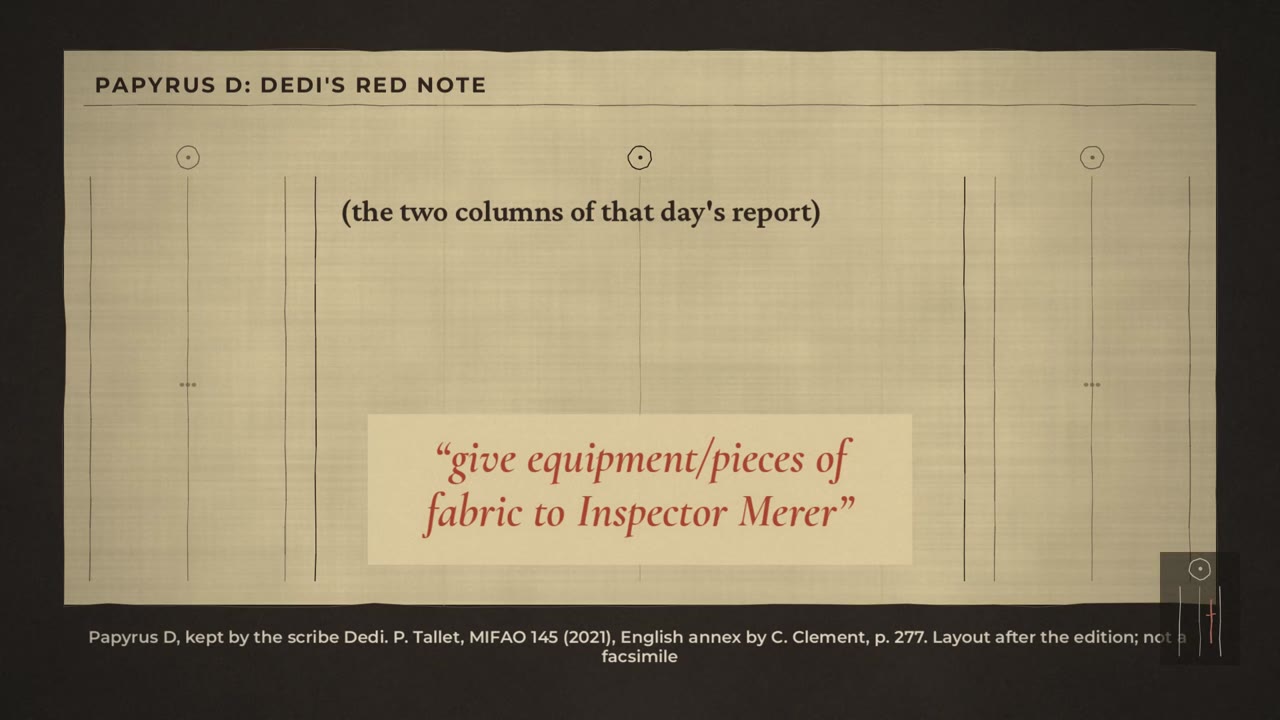 PAPYRUS D: DEDI'S RED NOTE
(the two columns of that day's report)
“give equipment/pieces of
fabric to Inspector Merer”
Papyrus D, kept by the scribe Dedi. P. Tallet, MIFAO 145 (2021), English annex by C. Clement, p. 277. Layout after the edition; not a
facsimile